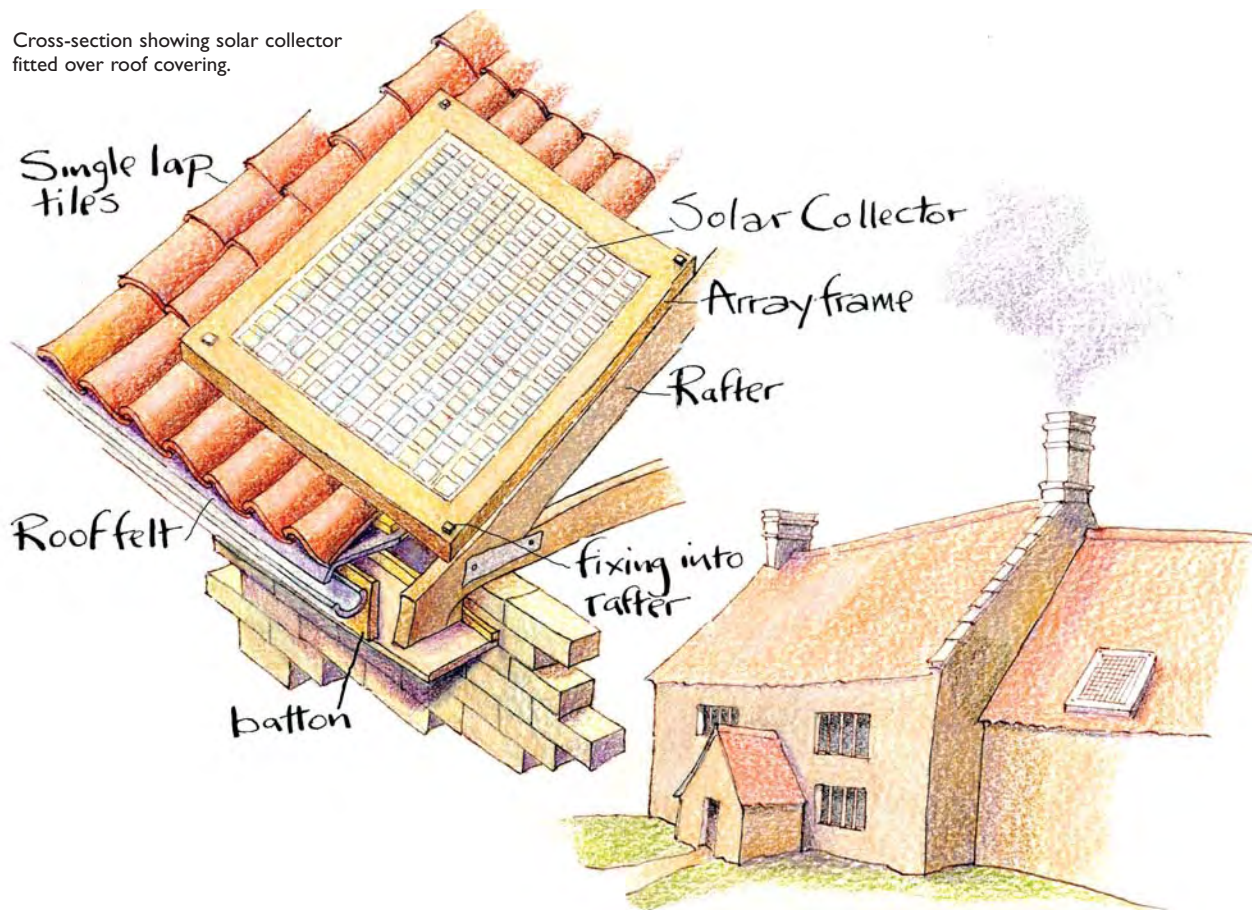 Cross-section showing solar collector
fitted over roof covering.
Single lap
tiles
Solar Collector
Array frame
Rafter
Roof felt
fixing into
rafter
batton